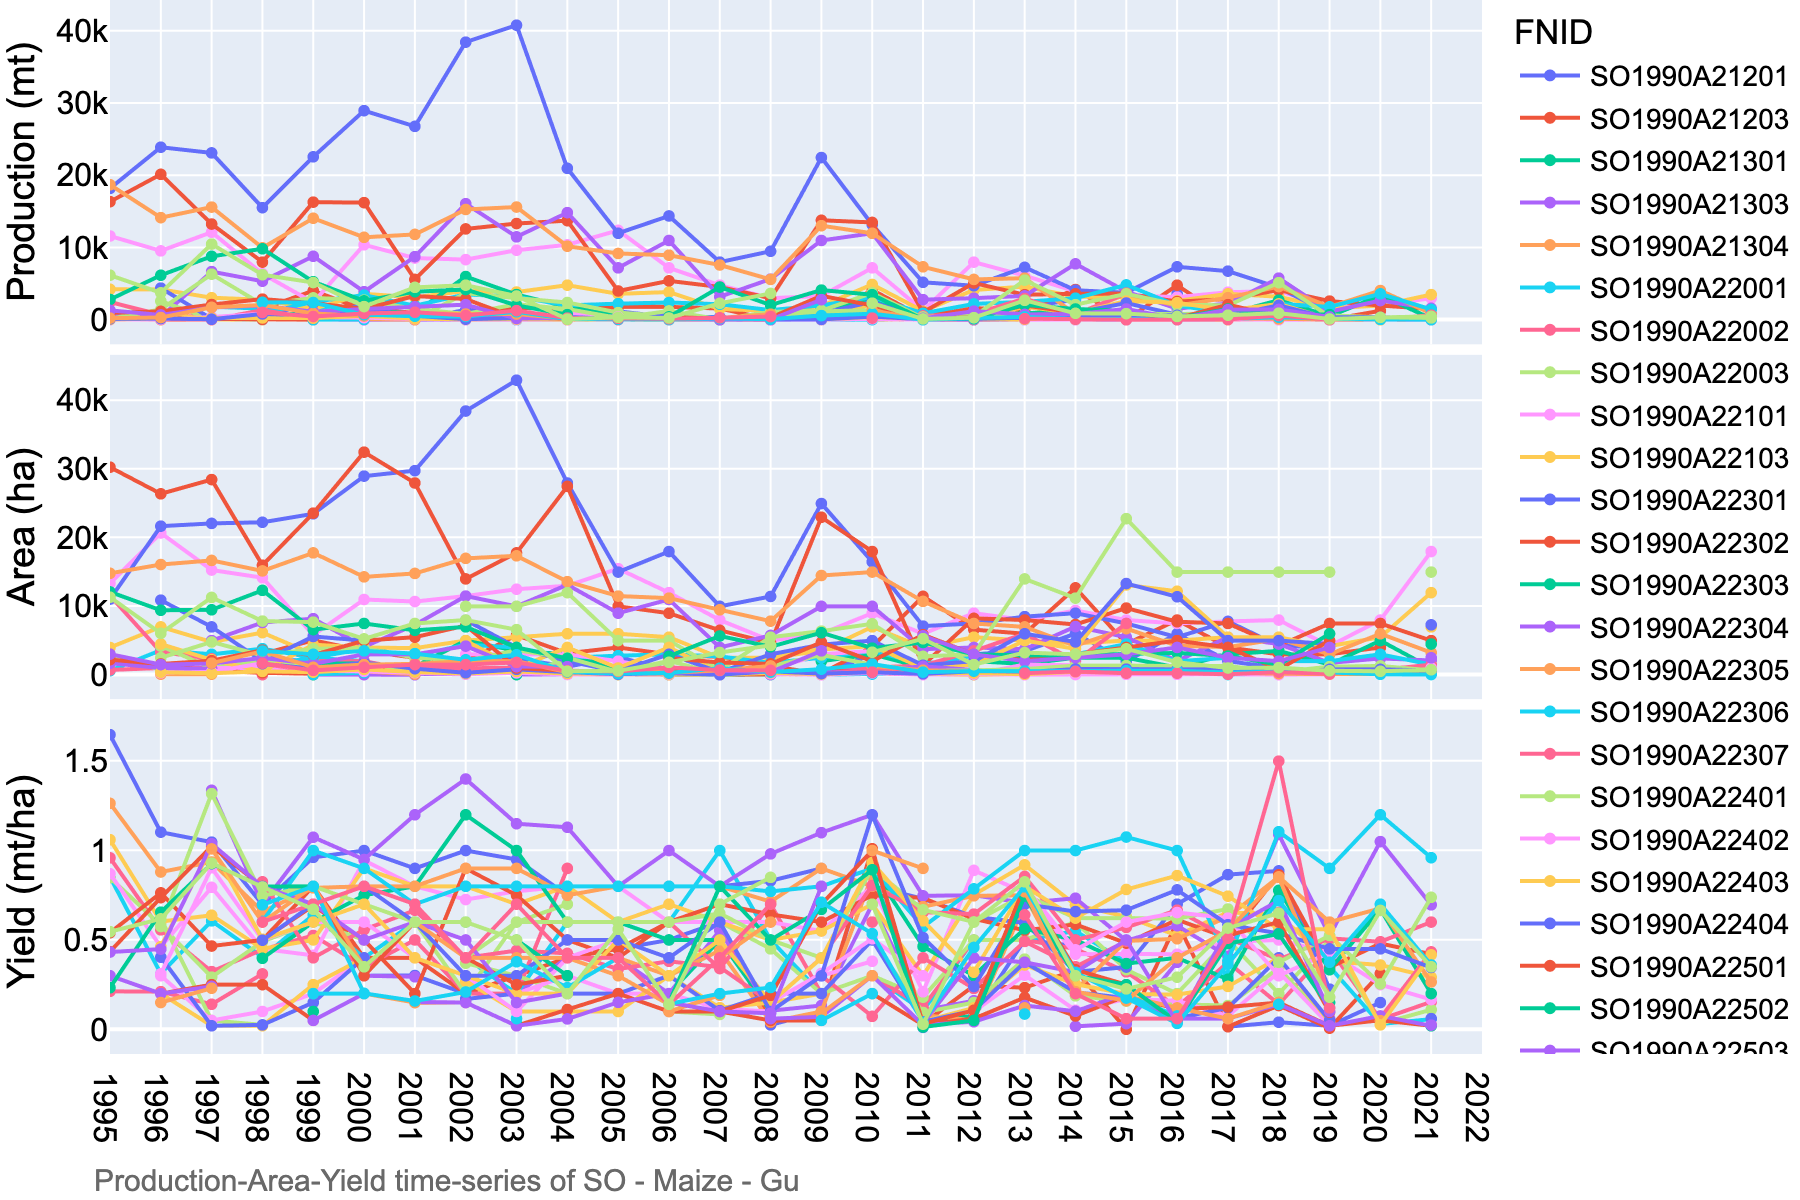 Production (mt)
40k
30k
20k
10k
0
Area (ha)
40k
30k
20k
10k
0
Yield (mt/ha)
1.5
1
0.5
0
1995
1996
1997
1998
1999
2000
2001
2002
2003
2004
2005
2006
2007
2008
2009
2010
2011
2012
2013
2014
2015
2016
2017
2018
2019
2020
2021
2022
Production-Area-Yield time-series of SO - Maize - Gu
FNID
SO1990A21201
SO1990A21203
SO1990A21301
SO1990A21303
SO1990A21304
SO1990A22001
SO1990A22002
SO1990A22003
SO1990A22101
SO1990A22103
SO1990A22301
SO1990A22302
SO1990A22303
SO1990A22304
SO1990A22305
SO1990A22306
SO1990A22307
SO1990A22401
SO1990A22402
SO1990A22403
SO1990A22404
SO1990A22501
SO1990A22502
SO1990A22503